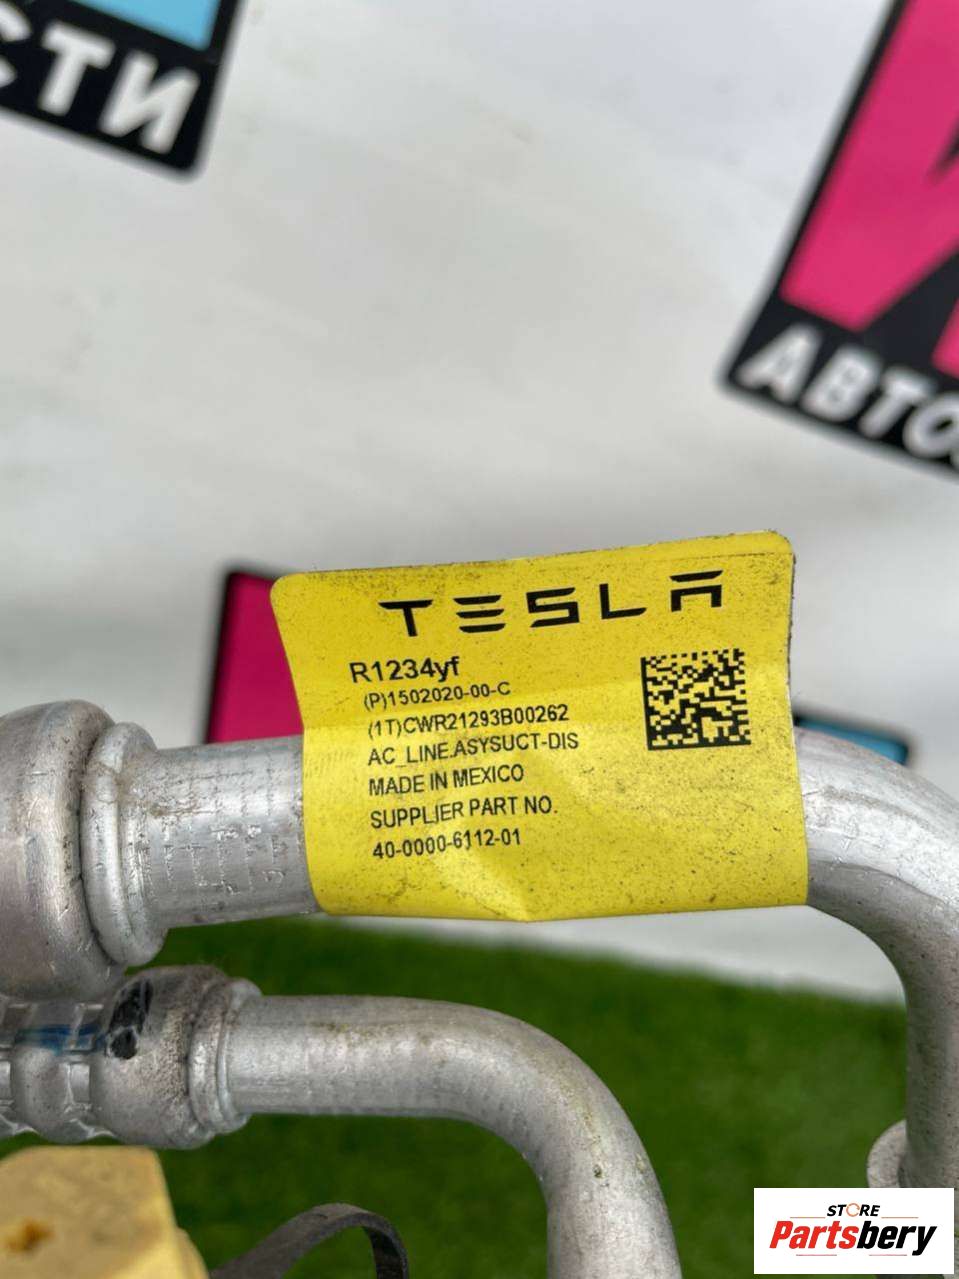 СТИ
АВТО
TESLA
R1234yf
(P)1502020-00-C
(1T)CWR21293B00262
AC_LINE.ASYSUCT-DIS
MADE IN MEXICO
SUPPLIER PART NO.
40-0000-6112-01
STORE
Partsbery